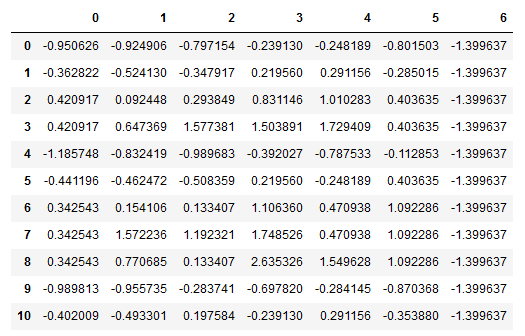 0 1 2 3 4 5 6
0 -0.950626 -0.924906 -0.797154 -0.239130 -0.248189 -0.801503 -1.399637
1 -0.362822 -0.524130 -0.347917 0.219560 0.291156 -0.285015 -1.399637
2 0.420917 0.092448 0.293849 0.831146 1.010283 0.403635 -1.399637
3 0.420917 0.647369 1.577381 1.503891 1.729409 0.403635 -1.399637
4 -1.185748 -0.832419 -0.989683 -0.392027 -0.787533 -0.112853 -1.399637
5 -0.441196 -0.462472 -0.508359 0.219560 -0.248189 0.403635 -1.399637
6 0.342543 0.154106 0.133407 1.106360 0.470938 1.092286 -1.399637
7 0.342543 1.572236 1.192321 1.748526 0.470938 1.092286 -1.399637
8 0.342543 0.770685 0.133407 2.635326 1.549628 1.092286 -1.399637
9 -0.989813 -0.955735 -0.283741 -0.697820 -0.284145 -0.870368 -1.399637
10 -0.402009 -0.493301 0.197584 -0.239130 0.291156 -0.353880 -1.399637